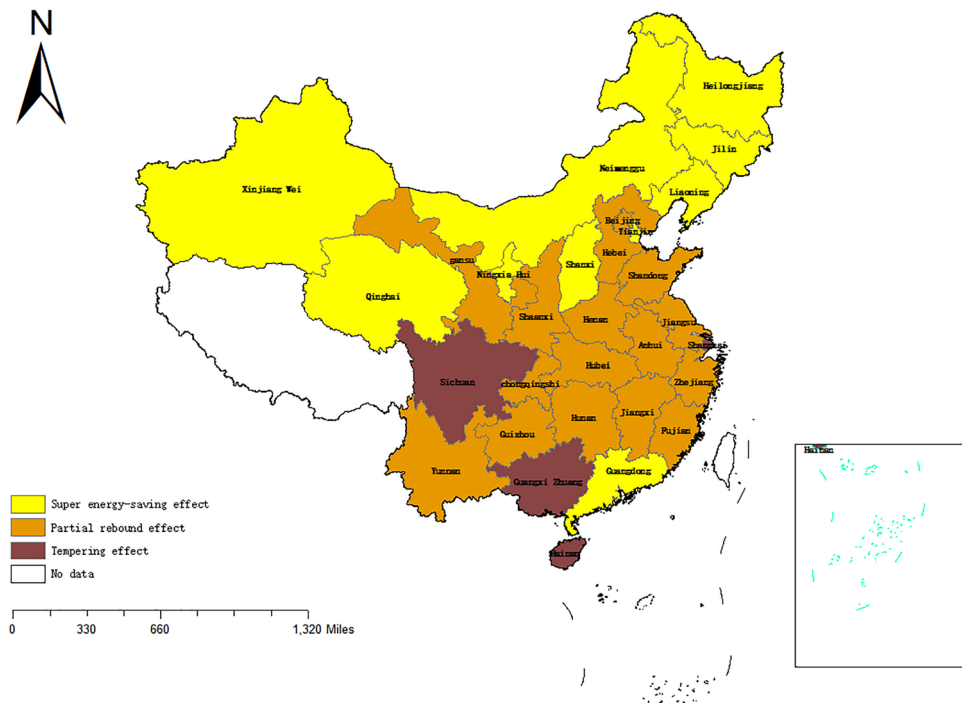 N
Heilongjiang
Jilin
Neimenggu
Liaoning
Xinjiang Wei
Beijing
Tianjin
gansu
Hebei
Shanxi
Ningxia Hui
Shandong
Qinghai
Shaanxi
Henan
Jiangsu
Anhui
Hubei
Sichuan
chongqingshi
Zhejiang
Hunan
Jiangxi
Guizhou
Fujian
Yunnan
Guangdong
Guangxi Zhuang
Hainan
Hainan
Super energy-saving effect
Partial rebound effect
Tempering effect
No data
0 330 660 1,320 Miles